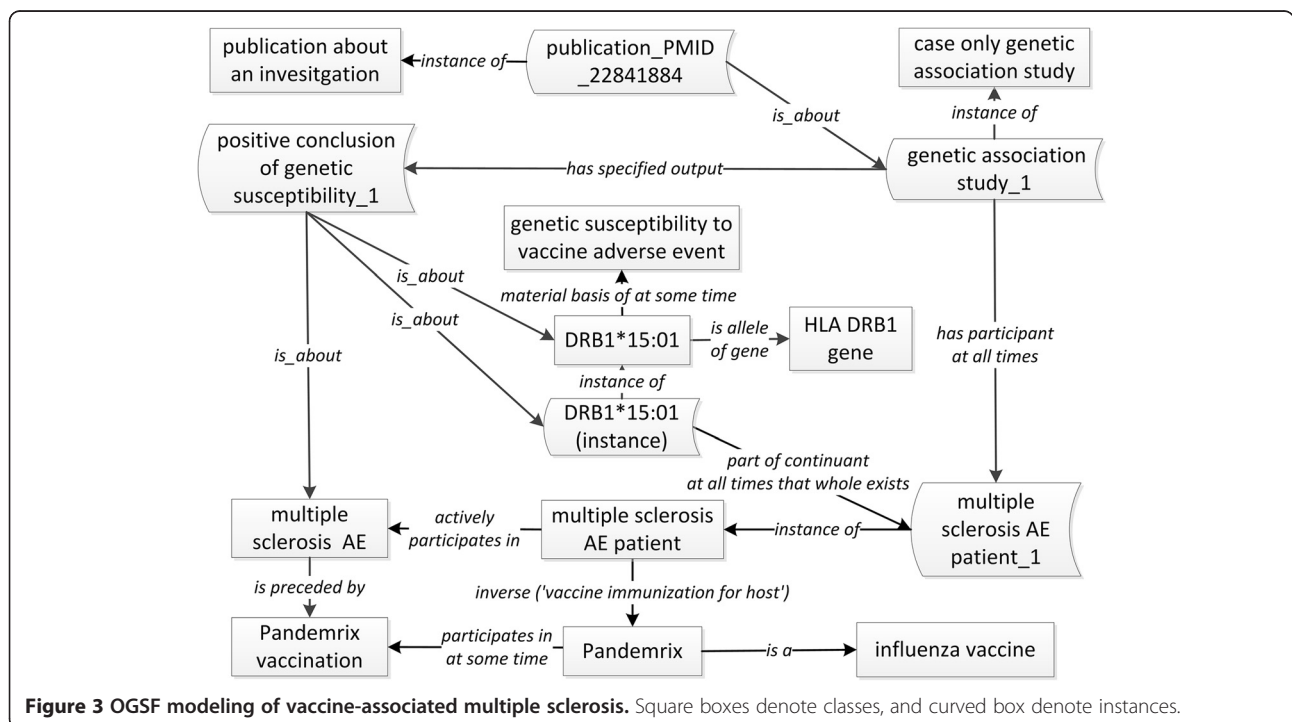 publication about
an invesitgation
instance of
publication_PMID
_22841884
case only genetic
association study
is_about
instance of
positive conclusion
of genetic
susceptibility_1
has specified output
genetic association
study_1
genetic susceptibility to
vaccine adverse event
is_about
material basis of at some time
is_about
DRB1*15:01
is allele
of gene
HLA DRB1
gene
has participant
at all times
is_about
instance of
DRB1*15:01
(instance)
part of continuant
at all times that whole exists
multiple
sclerosis AE
actively
participates in
multiple sclerosis
AE patient
instance of
multiple
sclerosis AE
patient_1
is preceded by
inverse ('vaccine immunization for host')
Pandemrix
vaccination
participates in
at some time
Pandemrix
is a
influenza vaccine
Figure 3 OGSF modeling of vaccine-associated multiple sclerosis. Square boxes denote classes, and curved box denote instances.